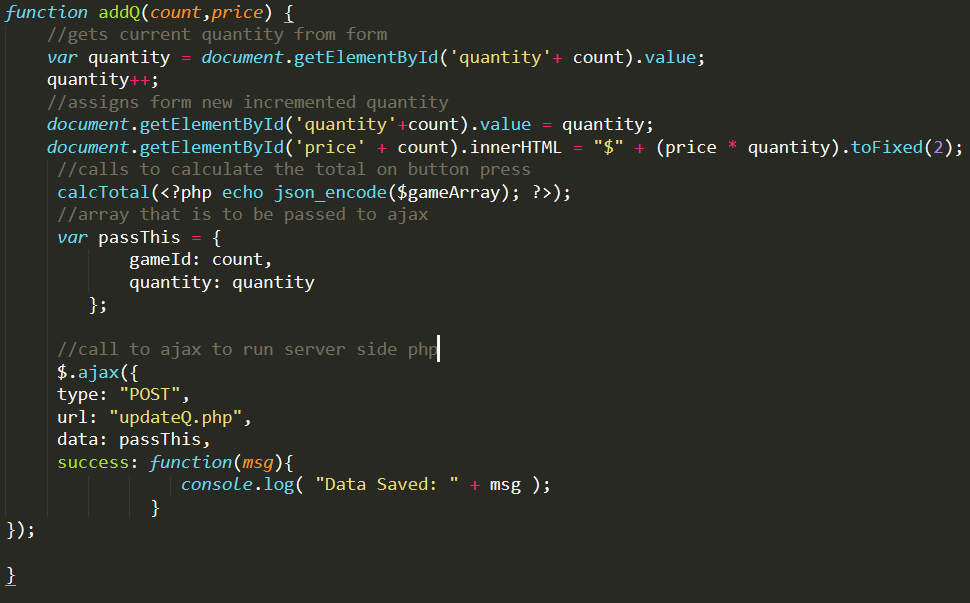 function addQ(count,price) {
//gets current quantity from form
var quantity = document.getElementById('quantity'+ count).value;
quantity++;
//assigns form new incremented quantity
document.getElementById('quantity'+count).value = quantity;
document.getElementById('price' + count).innerHTML = "$" + (price * quantity).toFixed(2);
//calls to calculate the total on button press
calcTotal(<?php echo json_encode($gameArray); ?>);
//array that is to be passed to ajax
var passThis = {
gameId: count,
quantity: quantity
};
//call to ajax to run server side php
$.ajax({
type: "POST",
url: "updateQ.php",
data: passThis,
success: function(msg){
console.log( "Data Saved: " + msg );
}
});
}